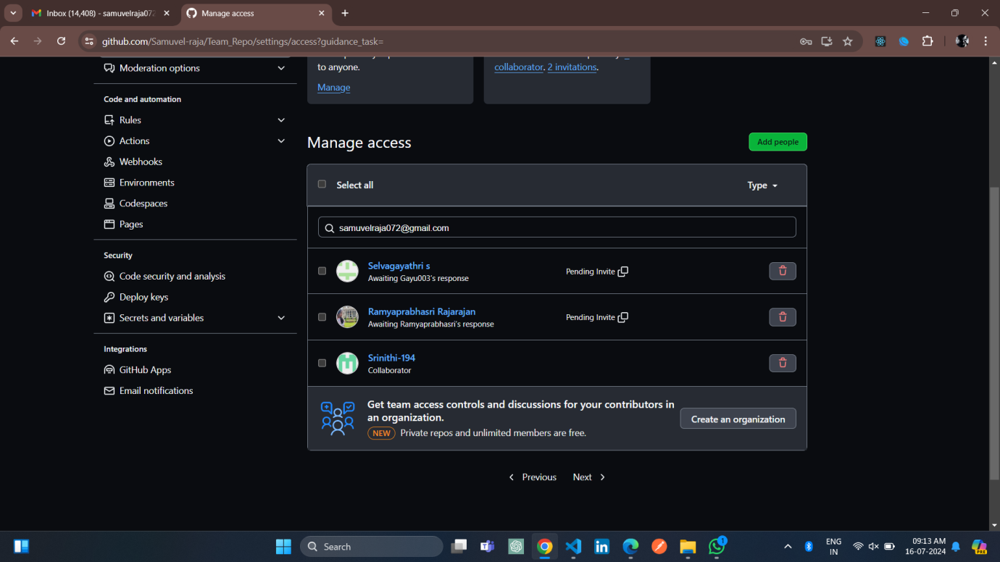 Inbox (14,408) - samuvelraja072
Manage access
github.com/Samuvel-raja/Team_Repo/settings/access?guidance_task=
Moderation options
Code and automation
Rules
Actions
Webhooks
Environments
Codespaces
Pages
Security
Code security and analysis
Deploy keys
Secrets and variables
Integrations
GitHub Apps
Email notifications
to anyone.
Manage
collaborator. 2 invitations.
Manage access
Add people
Select all
Type
samuvelraja072@gmail.com
Selvagayathri s
Awaiting Gayu003's response
Pending Invite
Ramyaprabhasri Rajarajan
Awaiting Ramyaprabhasri's response
Pending Invite
Srinithi-194
Collaborator
Get team access controls and discussions for your contributors in
an organization.
NEW Private repos and unlimited members are free.
Create an organization
Previous Next
Search
1
ENG
IN
09:13 AM
16-07-2024
PRE